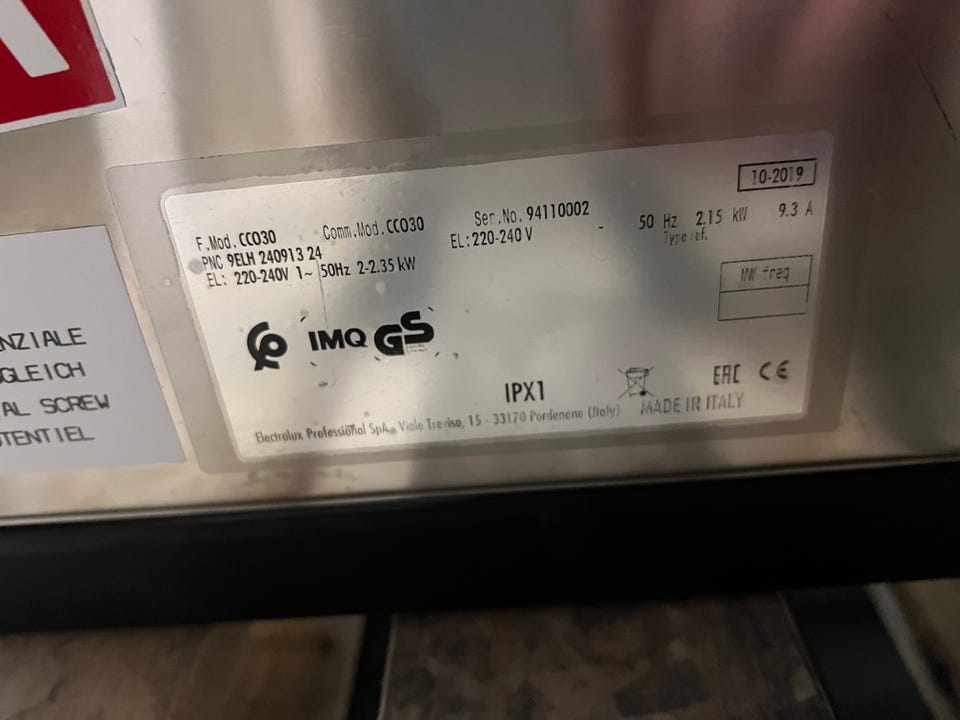 10-2019
F.Mod. CCO30 Comm.Mod. CCO30 Ser.No. 94110002 - 50 Hz 2.15 kW 9.3 A
PNC 9ELH 240913 24 EL: 220-240 V Type ref.
EL: 220-240V 1~ 50Hz 2-2.35 kW
MW freq
IMQ GS
IPX1 EAC CE
Electrolux Professional SpA - Viale Treviso, 15 - 33170 Pordenone (Italy) MADE IN ITALY
NZIALE
GLEICH
AL SCREW
OTENTIEL